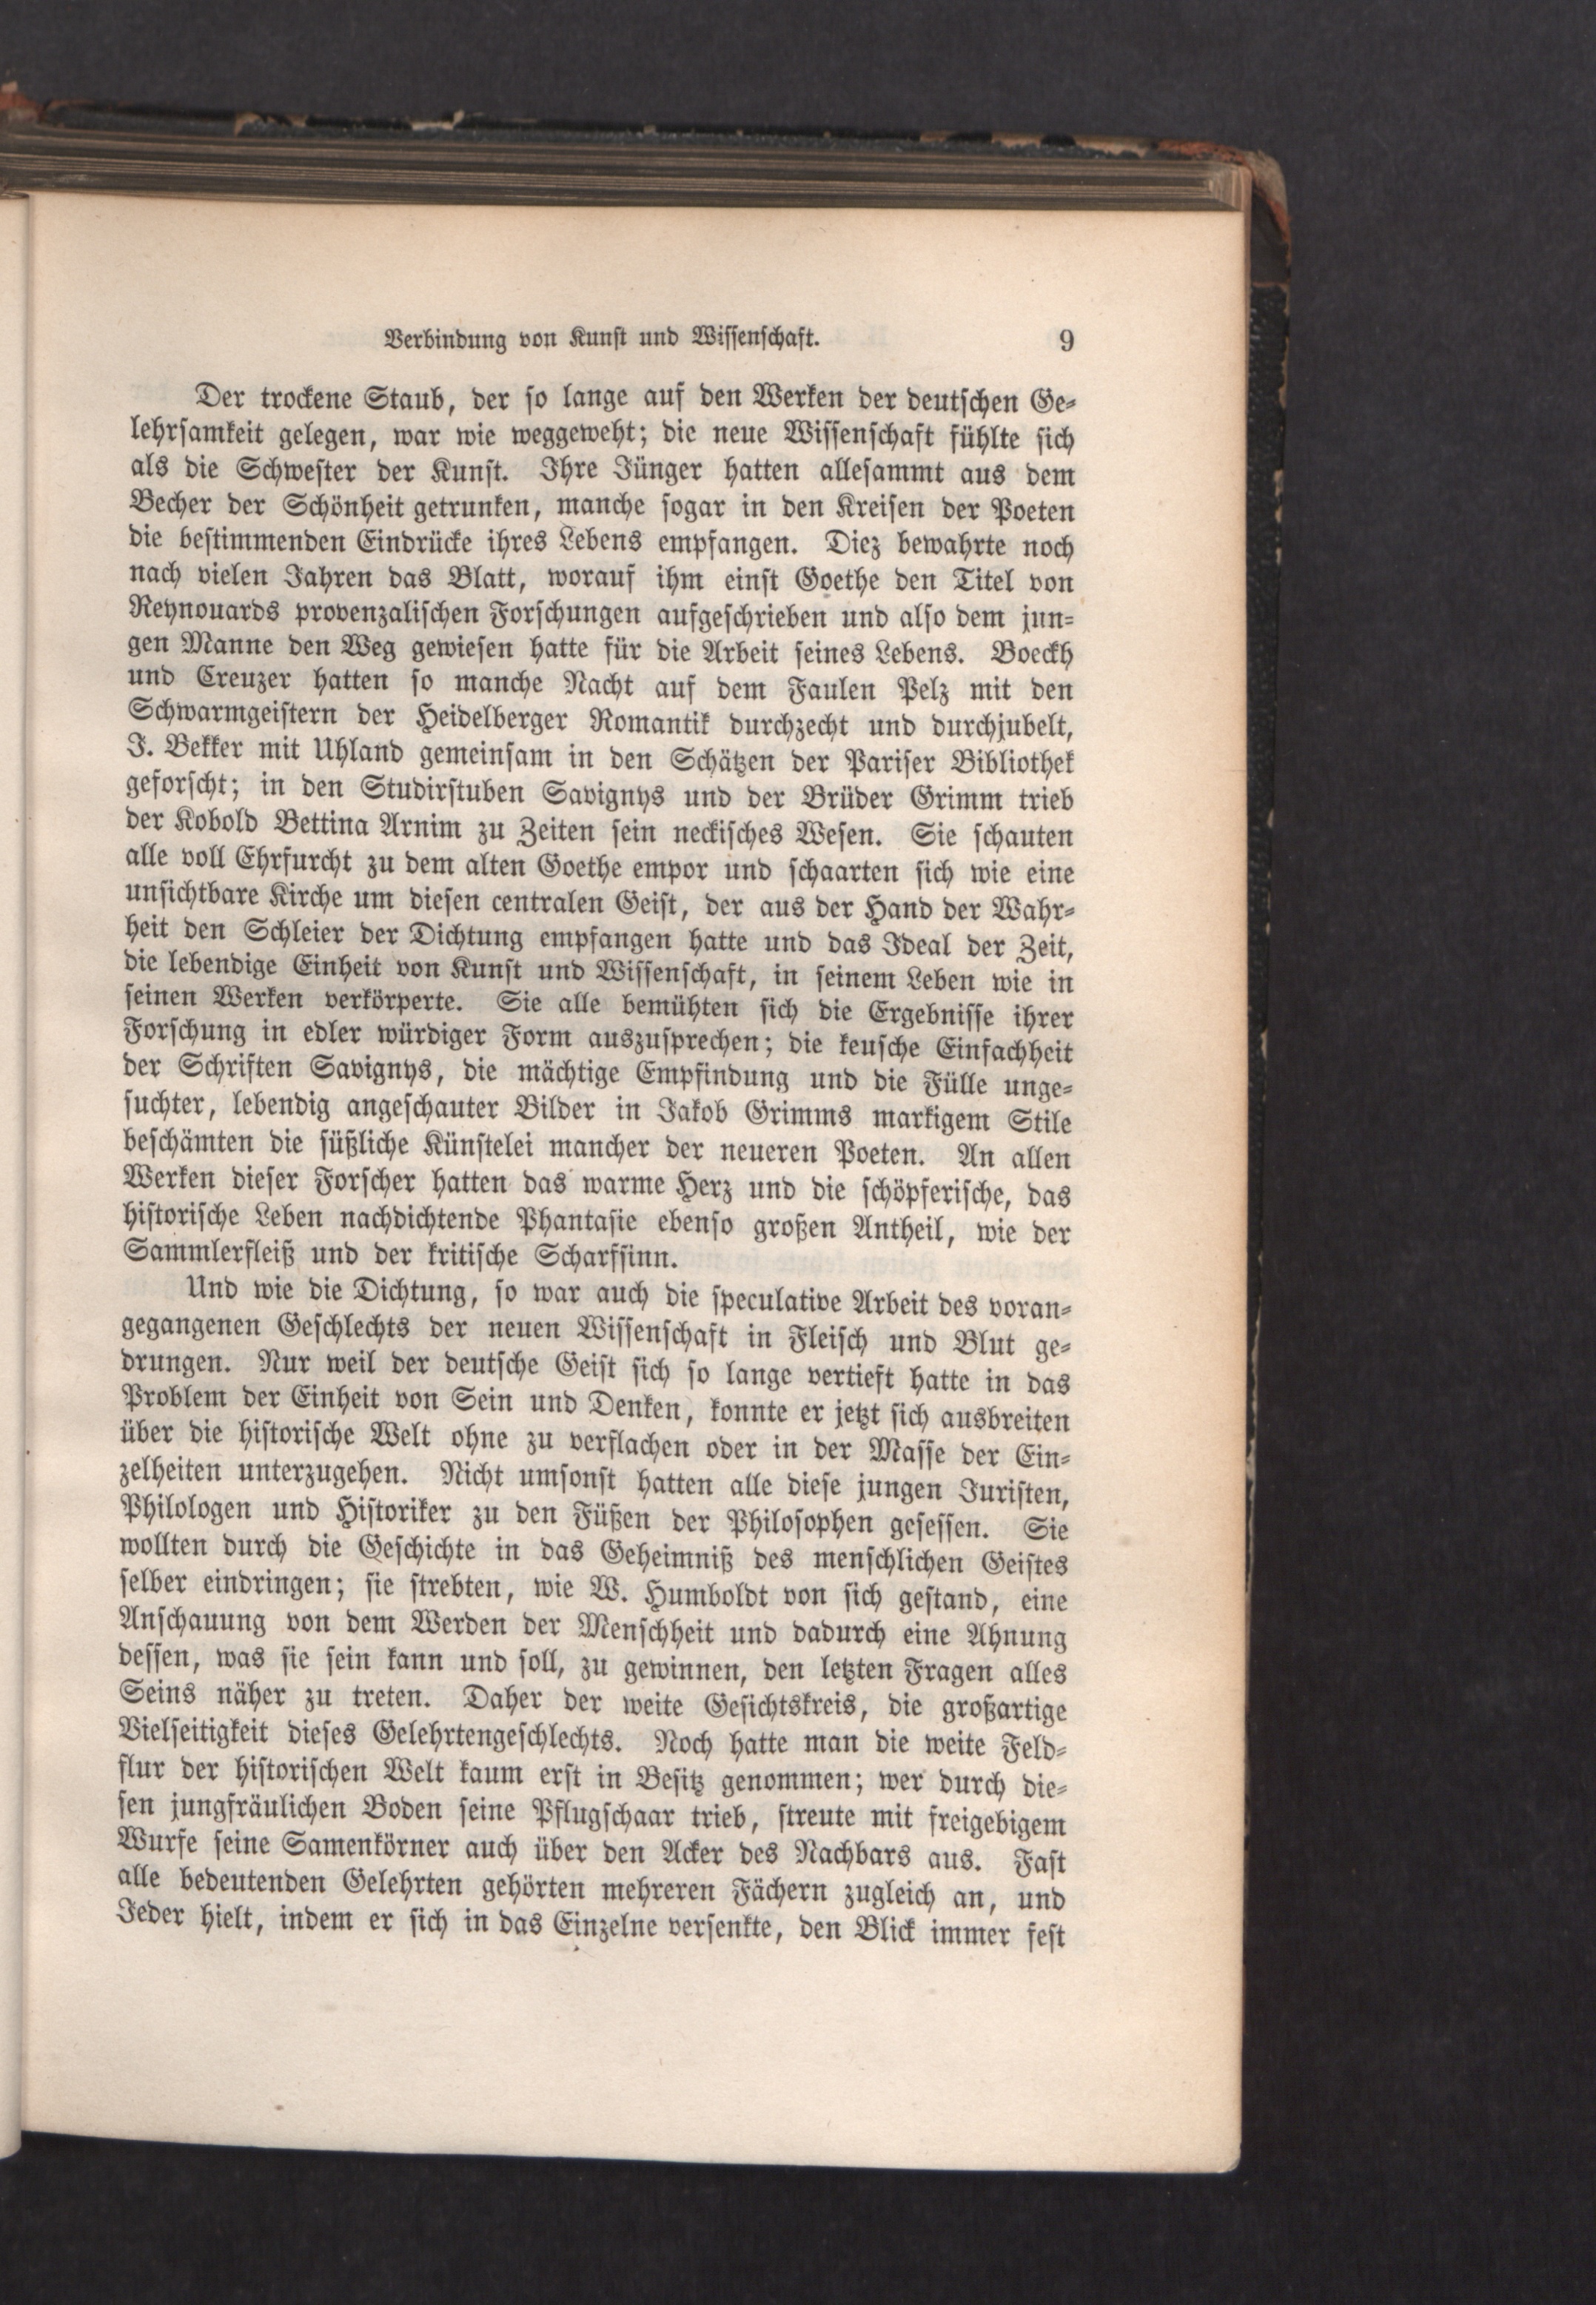 Verbindung von Kunst und Wissenschaft. 9
Der trockene Staub, der so lange auf den Werken der deutschen Ge-
lehrsamkeit gelegen, war wie weggeweht; die neue Wissenschaft fühlte sich
als die Schwester der Kunst. Ihre Jünger hatten allesammt aus dem
Becher der Schönheit getrunken, manche sogar in den Kreisen der Poeten
die bestimmenden Eindrücke ihres Lebens empfangen. Diez bewahrte noch
nach vielen Jahren das Blatt, worauf ihm einst Goethe den Titel von
Reynouards provenzalischen Forschungen aufgeschrieben und also dem jun-
gen Manne den Weg gewiesen hatte für die Arbeit seines Lebens. Boeckh
und Creuzer hatten so manche Nacht auf dem Faulen Pelz mit den
Schwarmgeistern der Heidelberger Romantik durchzecht und durchjubelt,
J. Bekker mit Uhland gemeinsam in den Schätzen der Pariser Bibliothek
geforscht; in den Studirstuben Savignys und der Brüder Grimm trieb
der Kobold Bettina Arnim zu Zeiten sein neckisches Wesen. Sie schauten
alle voll Ehrfurcht zu dem alten Goethe empor und schaarten sich wie eine
unsichtbare Kirche um diesen centralen Geist, der aus der Hand der Wahr-
heit den Schleier der Dichtung empfangen hatte und das Ideal der Zeit,
die lebendige Einheit von Kunst und Wissenschaft, in seinem Leben wie in
seinen Werken verkörperte. Sie alle bemühten sich die Ergebnisse ihrer
Forschung in edler würdiger Form auszusprechen; die keusche Einfachheit
der Schriften Savignys, die mächtige Empfindung und die Fülle unge-
suchter, lebendig angeschauter Bilder in Jakob Grimms markigem Stile
beschämten die süßliche Künstelei mancher der neueren Poeten. An allen
Werken dieser Forscher hatten das warme Herz und die schöpferische, das
historische Leben nachdichtende Phantasie ebenso großen Antheil, wie der
Sammlerfleiß und der kritische Scharfsinn.
Und wie die Dichtung, so war auch die speculative Arbeit des voran-
gegangenen Geschlechts der neuen Wissenschaft in Fleisch und Blut ge-
drungen. Nur weil der deutsche Geist sich so lange vertieft hatte in das
Problem der Einheit von Sein und Denken, konnte er jetzt sich ausbreiten
über die historische Welt ohne zu verflachen oder in der Masse der Ein-
zelheiten unterzugehen. Nicht umsonst hatten alle diese jungen Juristen,
Philologen und Historiker zu den Füßen der Philosophen gesessen. Sie
wollten durch die Geschichte in das Geheimniß des menschlichen Geistes
selber eindringen; sie strebten, wie W. Humboldt von sich gestand, eine
Anschauung von dem Werden der Menschheit und dadurch eine Ahnung
dessen, was sie sein kann und soll, zu gewinnen, den letzten Fragen alles
Seins näher zu treten. Daher der weite Gesichtskreis, die großartige
Vielseitigkeit dieses Gelehrtengeschlechts. Noch hatte man die weite Feld-
flur der historischen Welt kaum erst in Besitz genommen; wer durch die-
sen jungfräulichen Boden seine Pflugschaar trieb, streute mit freigebigem
Wurfe seine Samenkörner auch über den Acker des Nachbars aus. Fast
alle bedeutenden Gelehrten gehörten mehreren Fächern zugleich an, und
Jeder hielt, indem er sich in das Einzelne versenkte, den Blick immer fest